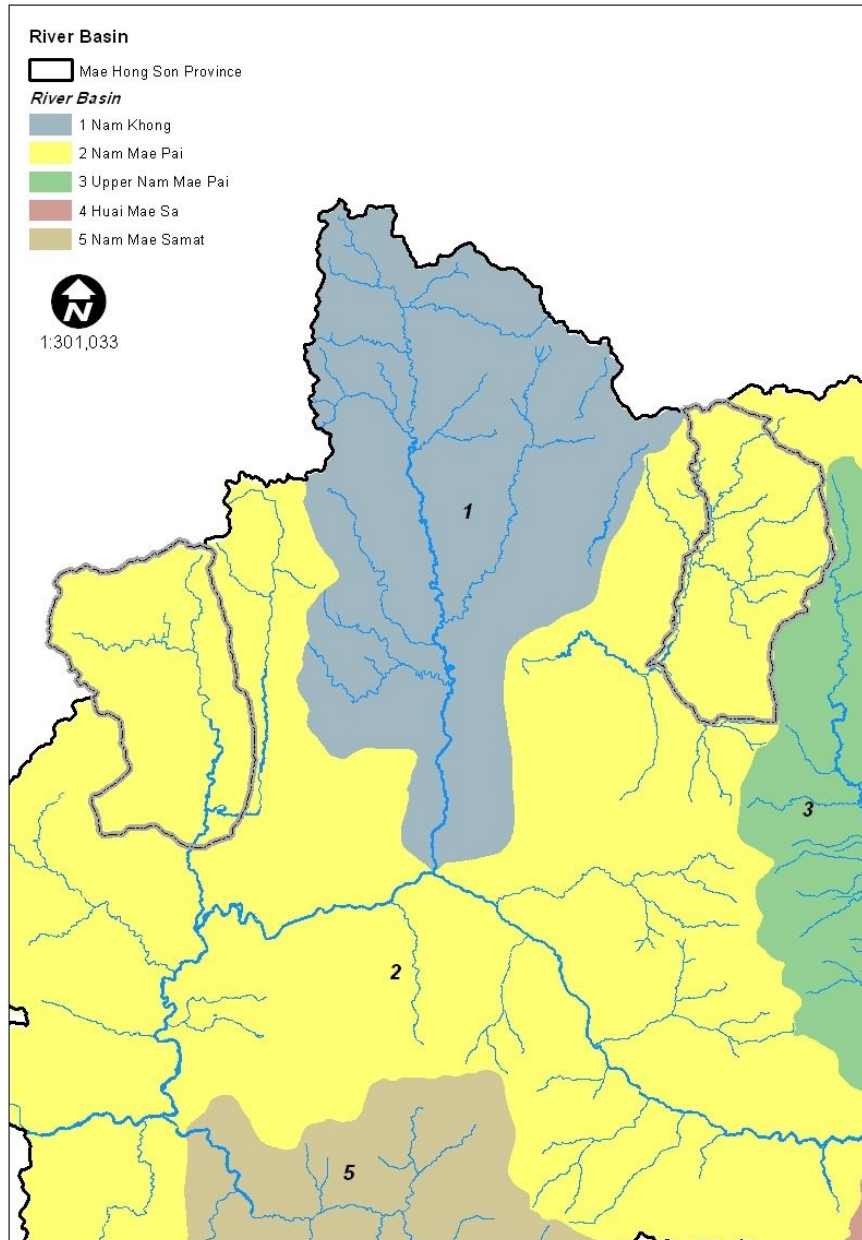 River Basin
Mae Hong Son Province
River Basin
1 Nam Khong
2 Nam Mae Pai
3 Upper Nam Mae Pai
4 Huai Mae Sa
5 Nam Mae Samat
N
1:301,033
1
3
2
5